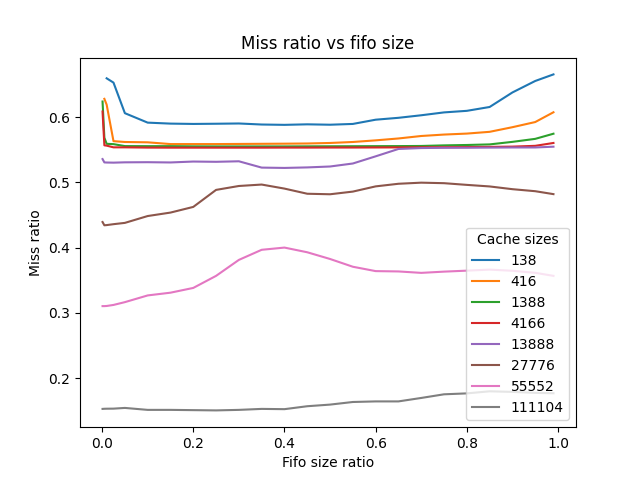 Miss ratio vs fifo size
Miss ratio
0.6
0.5
0.4
0.3
0.2
Cache sizes
138
416
1388
4166
13888
27776
55552
111104
0.0 0.2 0.4 0.6 0.8 1.0
Fifo size ratio